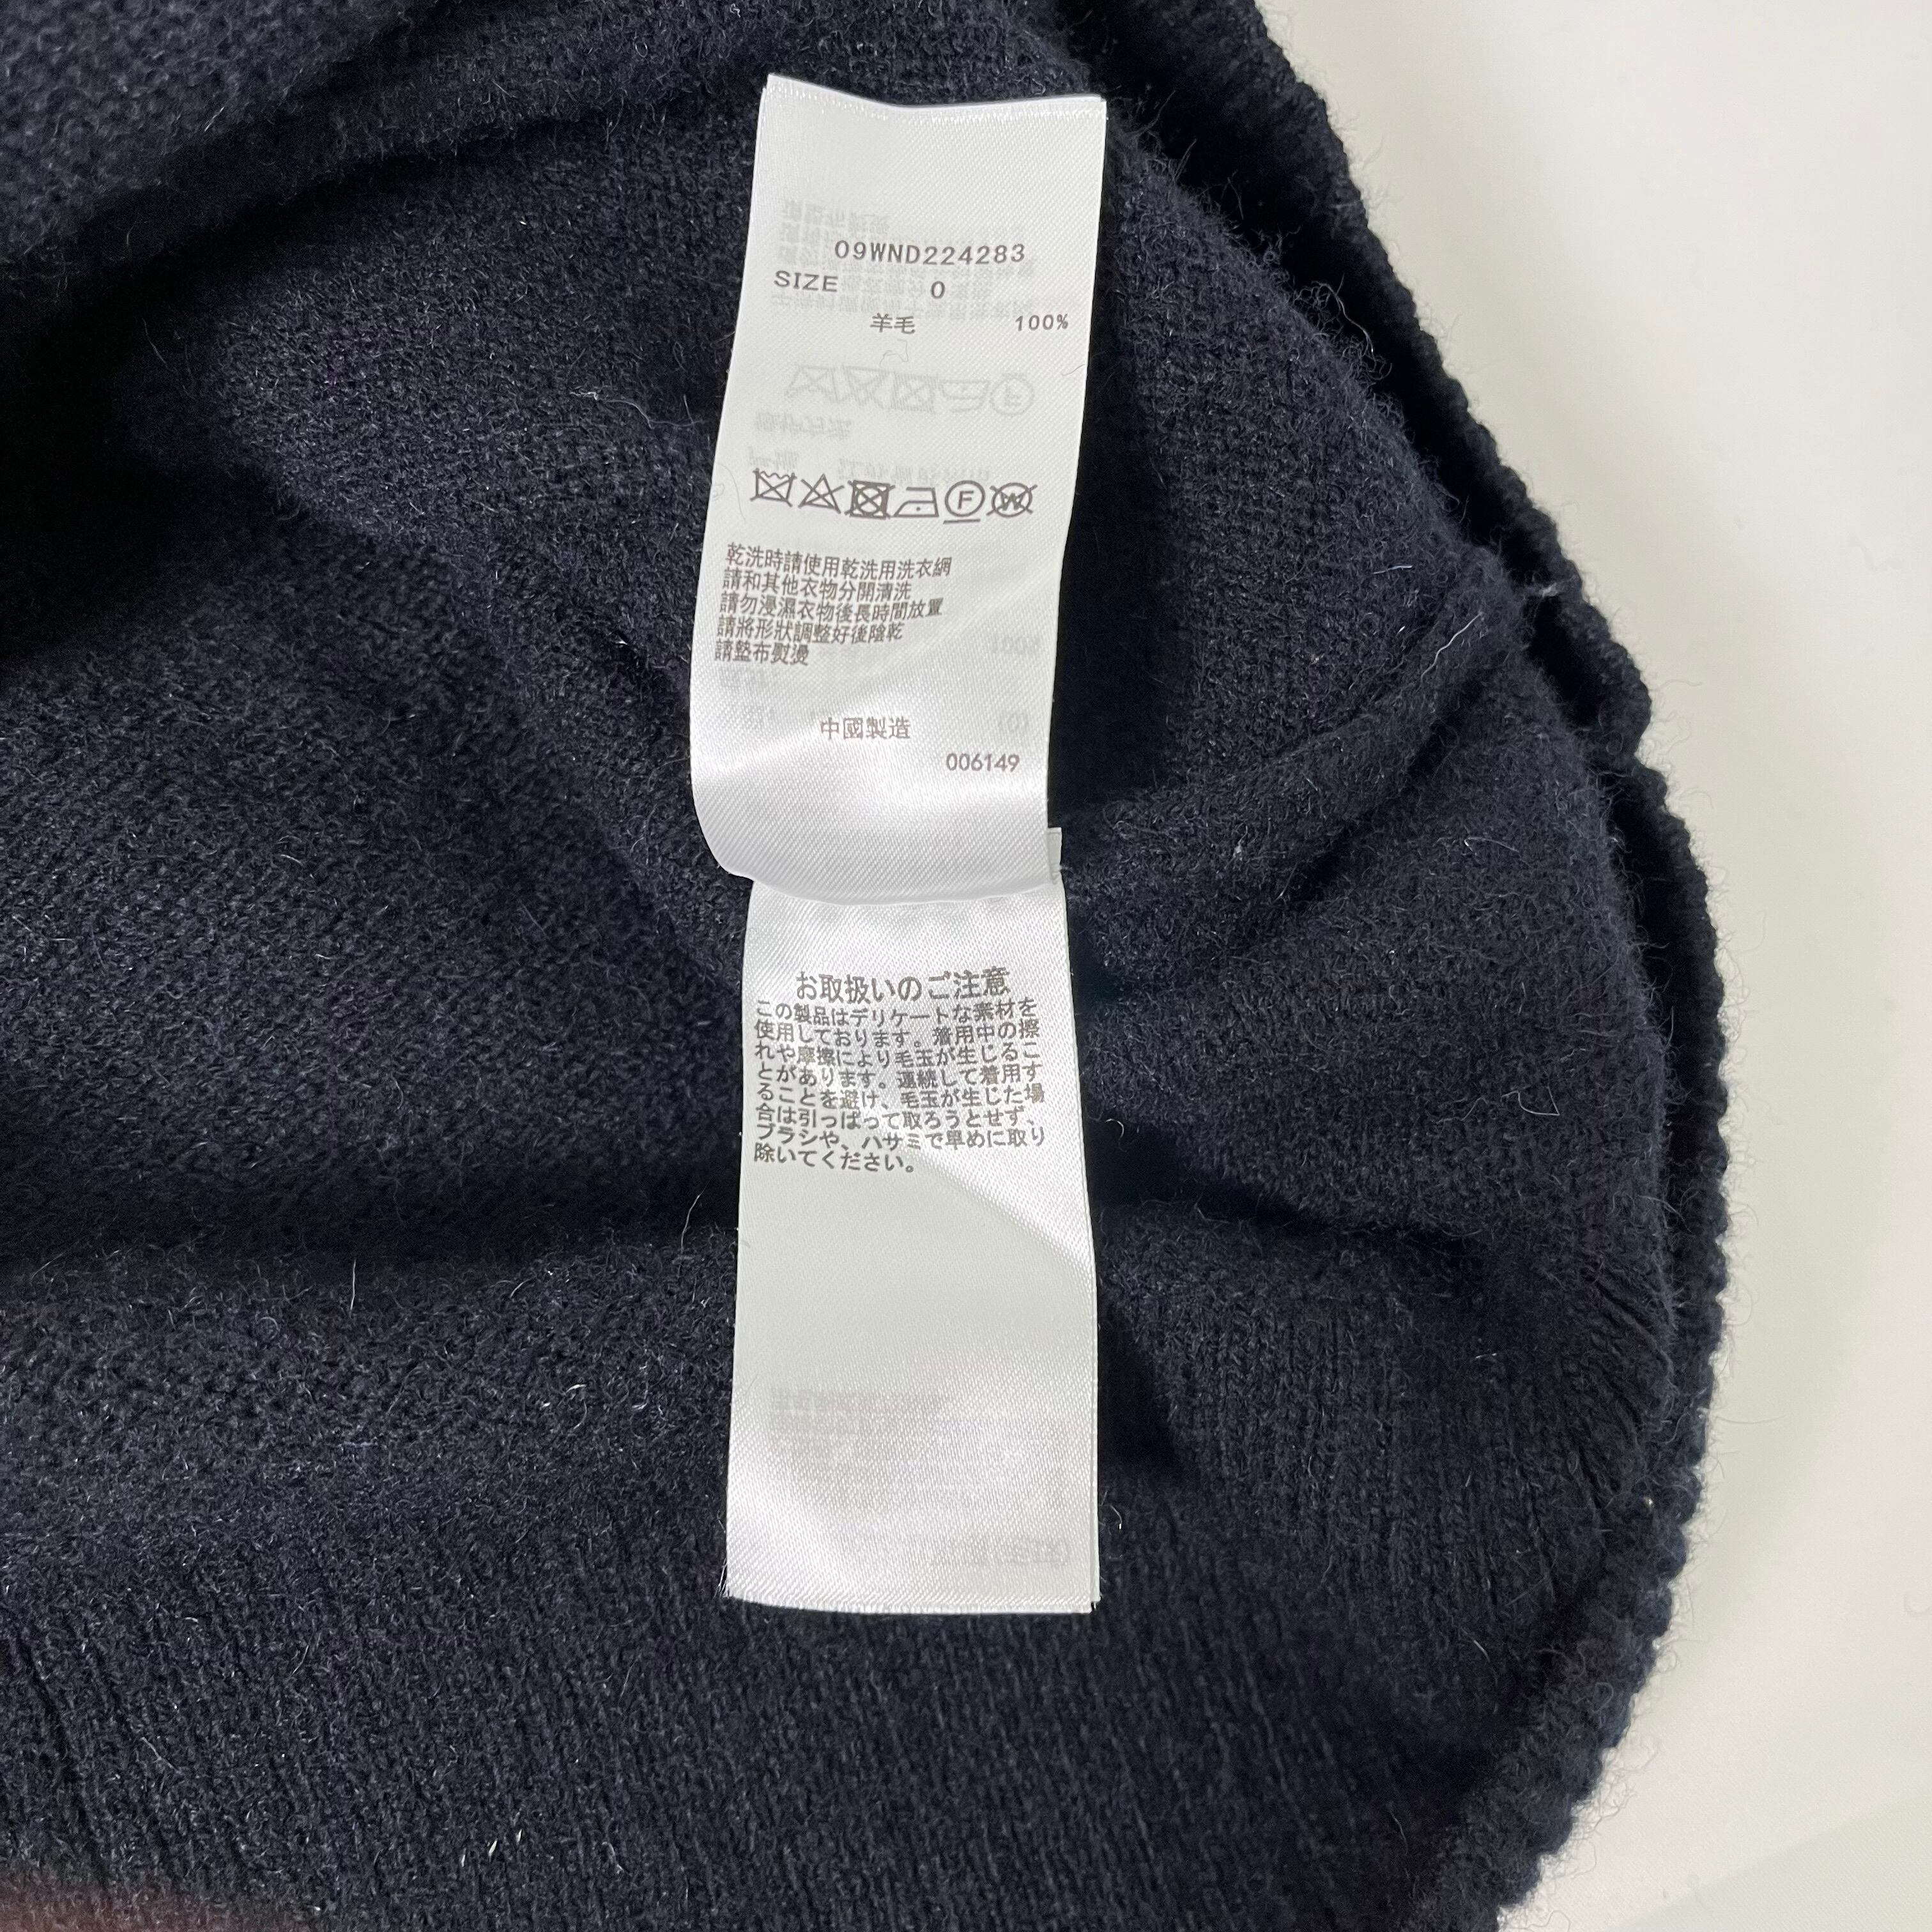 09WND224283
SIZE 0
羊毛 100%
F W
乾洗時請使用乾洗用洗衣網
請和其他衣物分開清洗
請勿浸濕衣物後長時間放置
請將形狀調整好後陰乾
請墊布熨燙
中國製造
006149
お取扱いのご注意
この製品はデリケートな素材を
使用しております。着用中の擦
れや摩擦により毛玉が生じるこ
とがあります。連続して着用す
ることを避け、毛玉が生じた場
合は引っぱって取ろうとせず、
ブラシや、ハサミで早めに取り
除いてください。